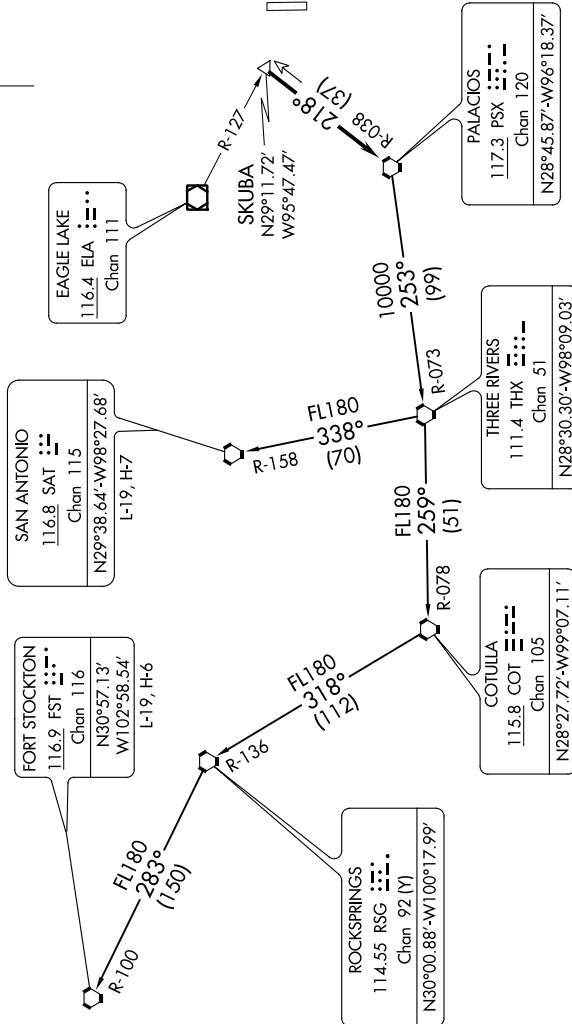 EAGLE LAKE
116.4 ELA
Chan 111
R-127
SKUBA
N29°11.72'
W95°47.47'
218°
(37)
R-038
PALACIOS
117.3 PSX
Chan 120
N28°45.87'-W96°18.37'
10000
253°
(99)
R-073
THREE RIVERS
111.4 THX
Chan 51
N28°30.30'-W98°09.03'
FL180
338°
(70)
R-158
SAN ANTONIO
116.8 SAT
Chan 115
N29°38.64'-W98°27.68'
L-19, H-7
FL180
259°
(51)
R-078
COTULLA
115.8 COT
Chan 105
N28°27.72'-W99°07.11'
FL180
318°
(112)
R-136
ROCKSPRINGS
114.55 RSG
Chan 92 (Y)
N30°00.88'-W100°17.99'
FL180
283°
(150)
R-100
FORT STOCKTON
116.9 FST
Chan 116
N30°57.13'
W102°58.54'
L-19, H-6